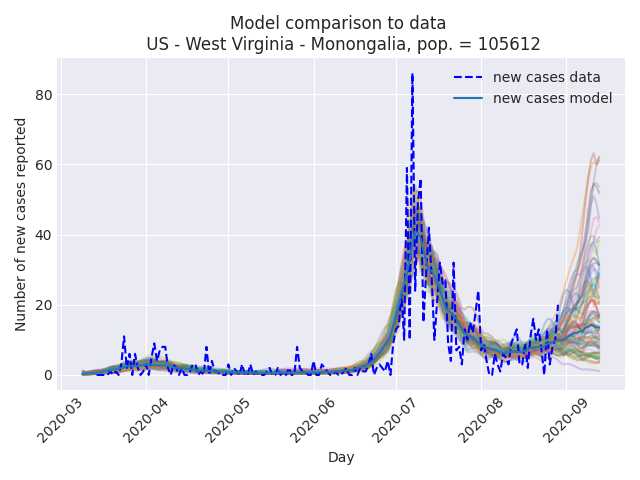 Model comparison to data
US - West Virginia - Monongalia, pop. = 105612
new cases data
new cases model
Number of new cases reported
80
60
40
20
0
2020-03
2020-04
2020-05
2020-06
2020-07
2020-08
2020-09
Day